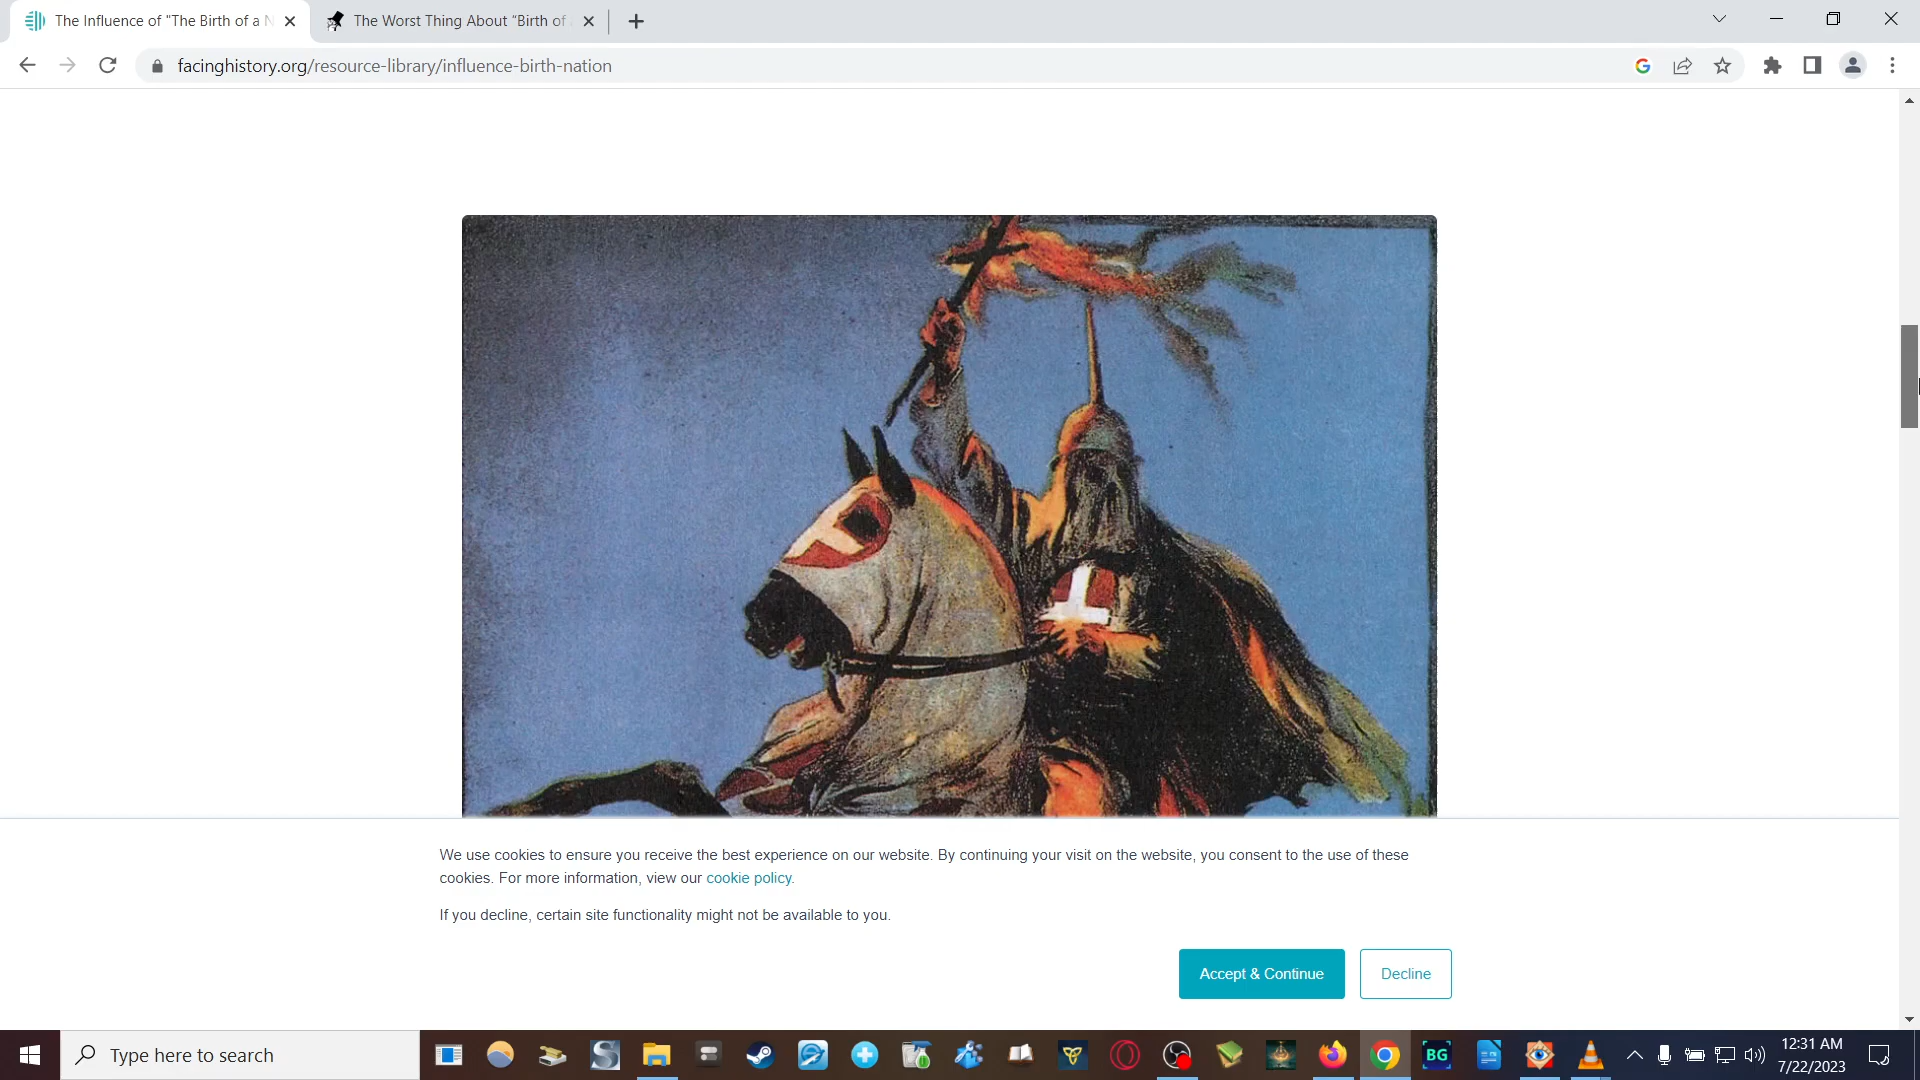 The Influence of "The Birth of a N
The Worst Thing About "Birth of a
facinghistory.org/resource-library/influence-birth-nation
We use cookies to ensure you receive the best experience on our website. By continuing your visit on the website, you consent to the use of these
cookies. For more information, view our cookie policy.
If you decline, certain site functionality might not be available to you.
Accept & Continue
Decline
Type here to search
BG
12:31 AM
7/22/2023